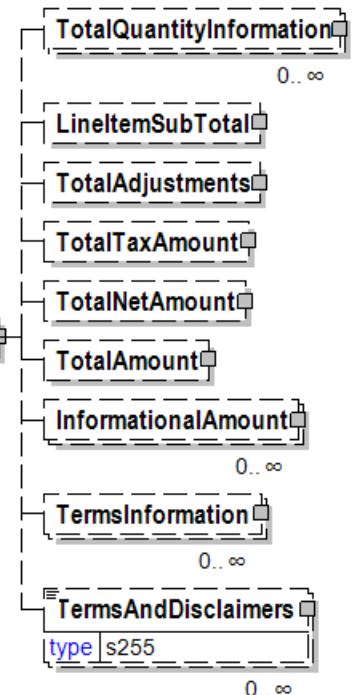 TotalQuantityInformation
0.. ∞
LineItemSubTotal
TotalAdjustments
TotalTaxAmount
TotalNetAmount
TotalAmount
InformationalAmount
0.. ∞
TermsInformation
0.. ∞
TermsAndDisclaimers
type s255
0.. ∞